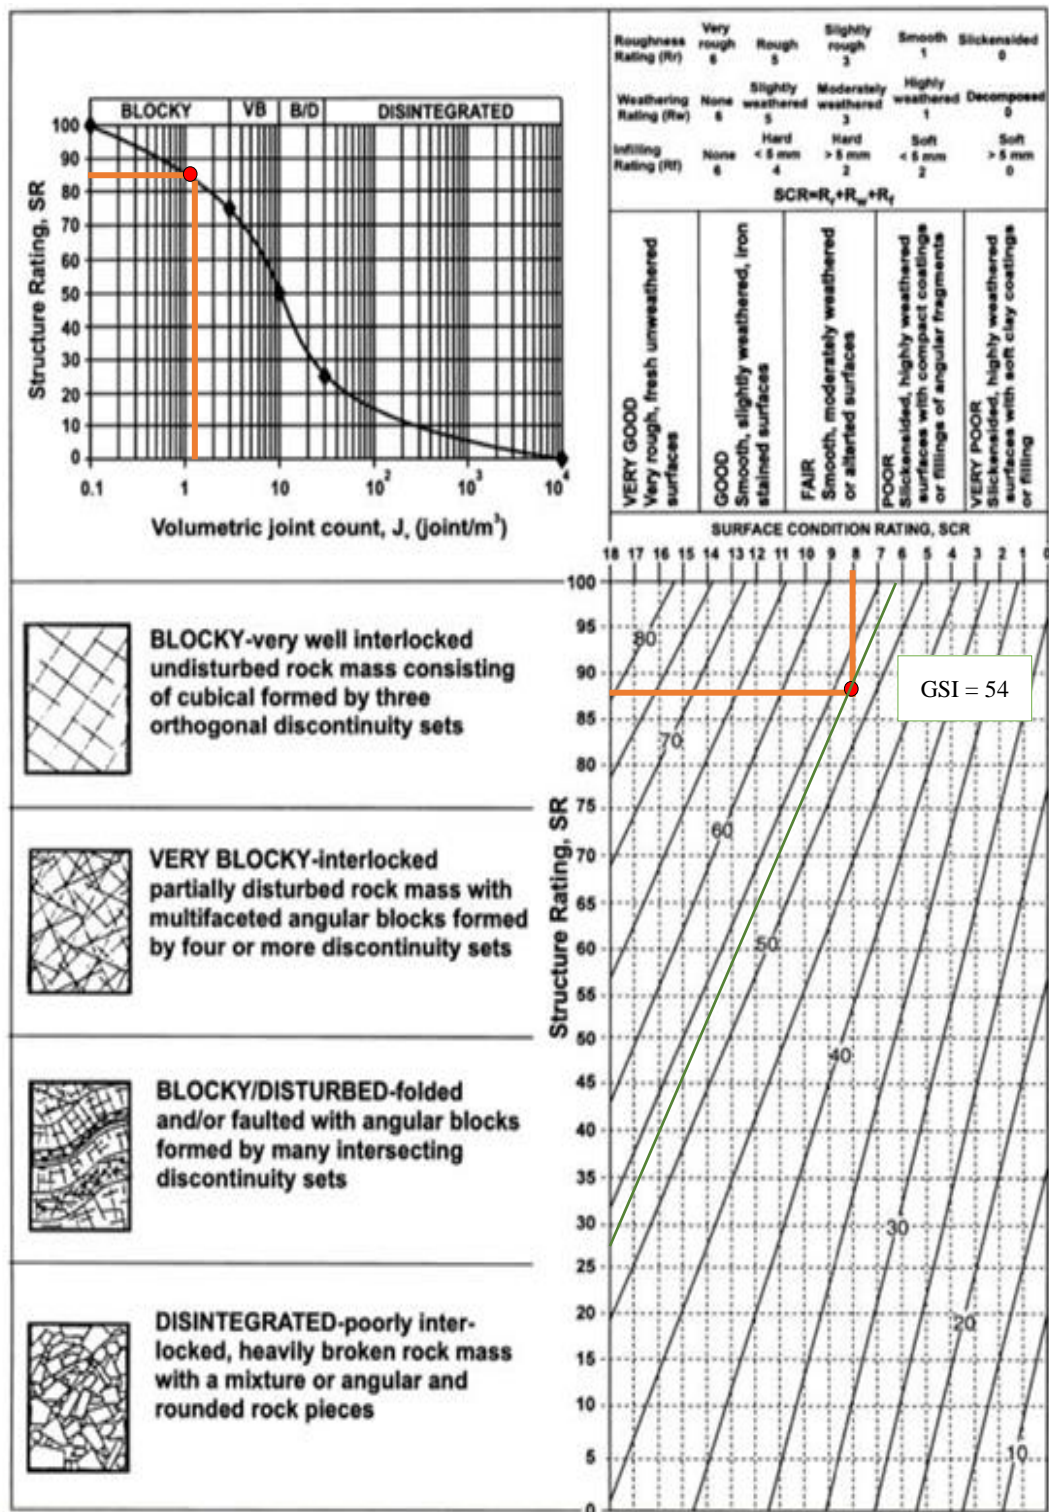 Roughness Rating (Rr) Very rough 6 Rough 5 Slightly rough 3 Smooth 1 Slickensided 0
Weathering Rating (Rw) None 6 Slightly weathered 5 Moderately weathered 3 Highly weathered 1 Decomposed 0
Infilling Rating (Rf) None 6 Hard < 5 mm 4 Hard > 5 mm 2 Soft < 5 mm 2 Soft > 5 mm 0
SCR=Rr+Rw+Rf
BLOCKY VB B/D DISINTEGRATED
Structure Rating, SR
100
90
80
70
60
50
40
30
20
10
0
0.1 1 10 10² 10³ 10⁴
Volumetric joint count, J, (joint/m³)
VERY GOOD
Very rough, fresh unweathered
surfaces
GOOD
Smooth, slightly weathered, iron
stained surfaces
FAIR
Smooth, moderately weathered
or alterted surfaces
POOR
Slickensided, highly weathered
surfaces with compact coatings
or fillings of angular fragments
VERY POOR
Slickensided, highly weathered
surfaces with soft clay coatings
or filling
SURFACE CONDITION RATING, SCR
18 17 16 15 14 13 12 11 10 9 8 7 6 5 4 3 2 1 0
BLOCKY-very well interlocked
undisturbed rock mass consisting
of cubical formed by three
orthogonal discontinuity sets
VERY BLOCKY-interlocked
partially disturbed rock mass with
multifaceted angular blocks formed
by four or more discontinuity sets
BLOCKY/DISTURBED-folded
and/or faulted with angular blocks
formed by many intersecting
discontinuity sets
DISINTEGRATED-poorly inter-
locked, heavily broken rock mass
with a mixture or angular and
rounded rock pieces
Structure Rating, SR
100
95
90
85
80
75
70
65
60
55
50
45
40
35
30
25
20
15
10
5
0
80
70
60
50
40
30
20
10
GSI = 54